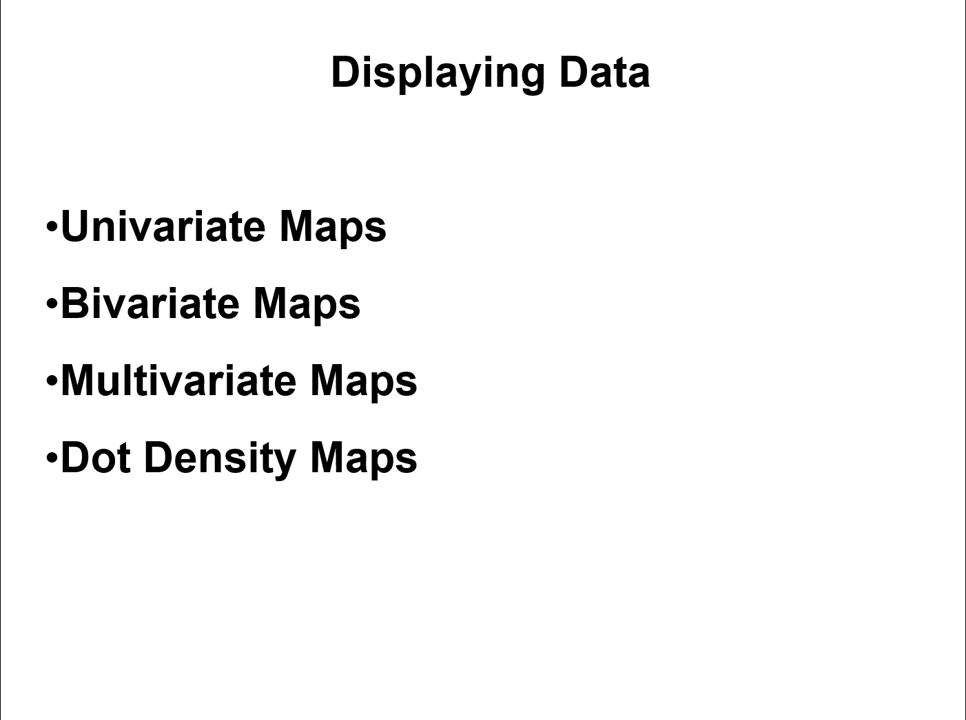 Displaying Data
•Univariate Maps
•Bivariate Maps
•Multivariate Maps
•Dot Density Maps